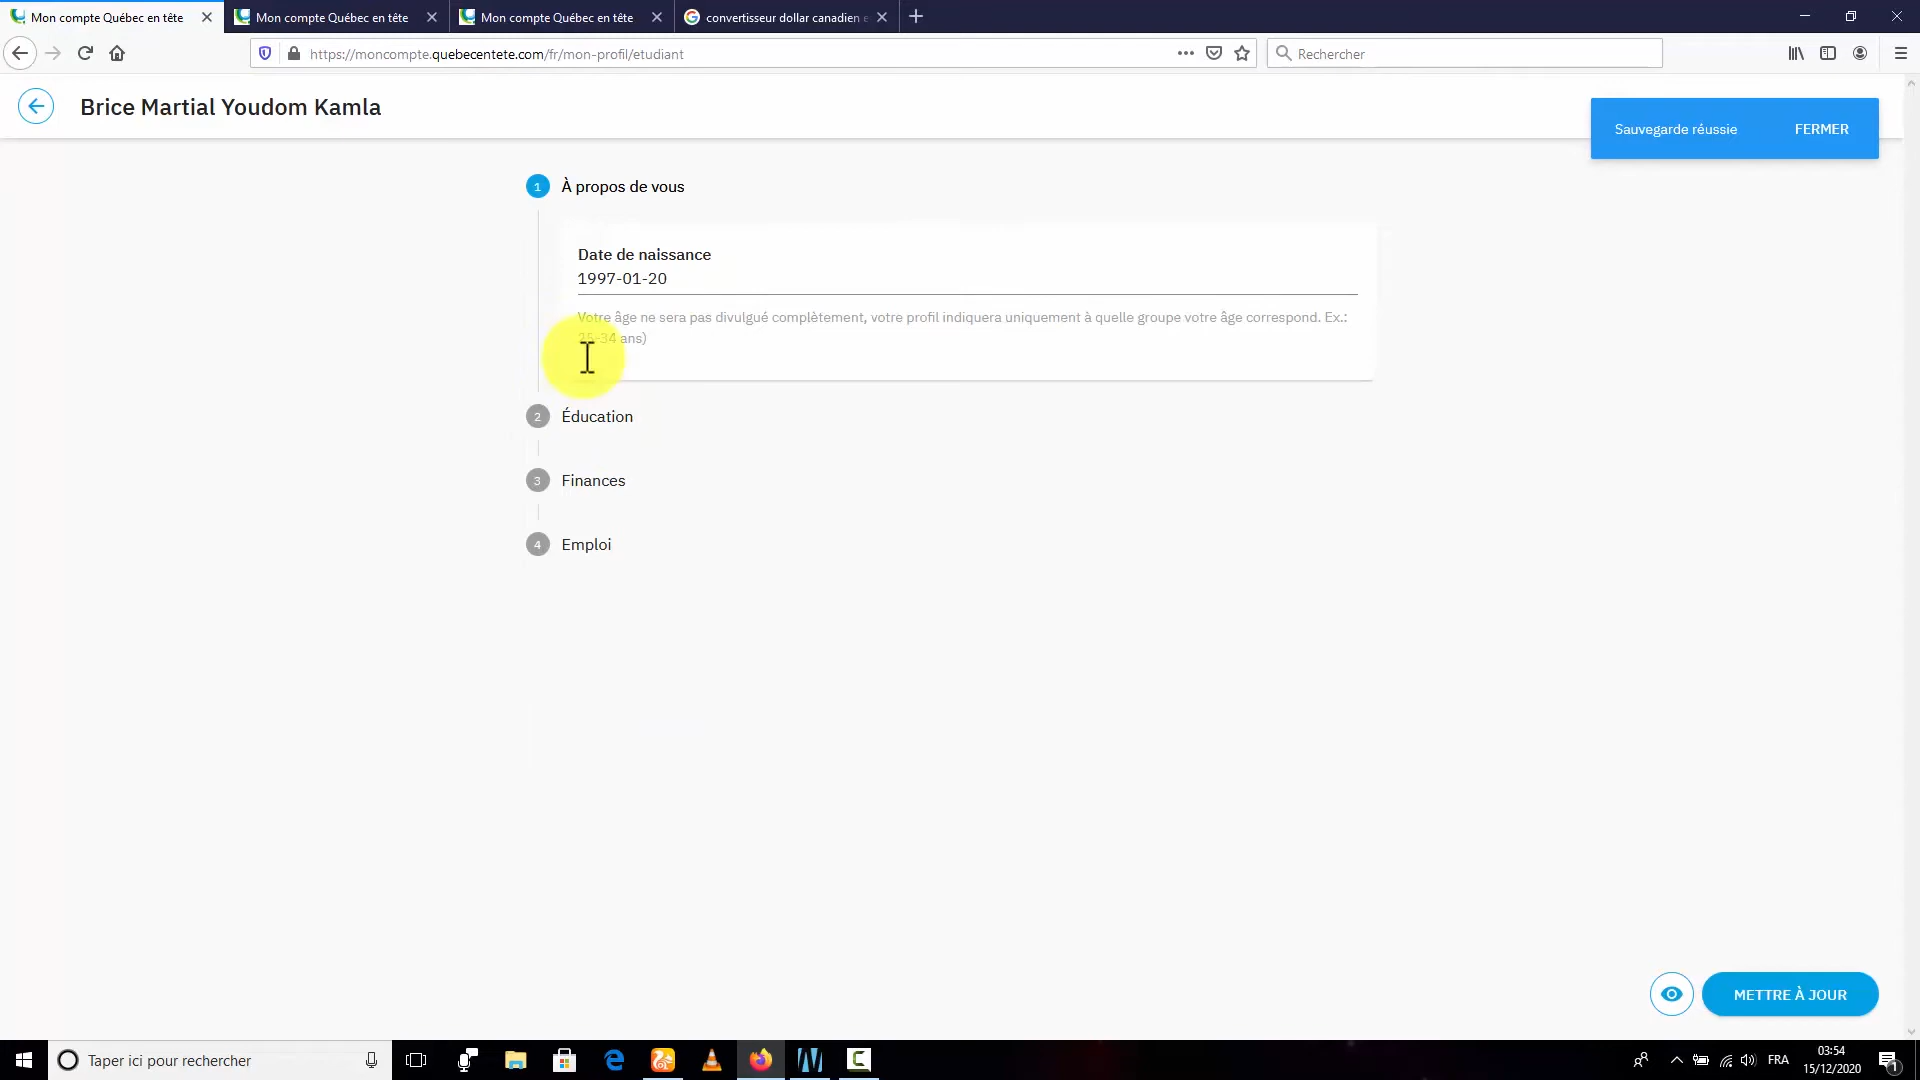 Mon compte Québec en tête
Mon compte Québec en tête
Mon compte Québec en tête
convertisseur dollar canadien e
https://moncompte.quebecentete.com/fr/mon-profil/etudiant
Rechercher
Brice Martial Youdom Kamla
Sauvegarde réussie
FERMER
1
À propos de vous
Date de naissance
1997-01-20
Votre âge ne sera pas divulgué complètement, votre profil indiquera uniquement à quelle groupe votre âge correspond. Ex.:
25-34 ans)
2
Éducation
3
Finances
4
Emploi
METTRE À JOUR
Taper ici pour rechercher
FRA
03:54
15/12/2020
1